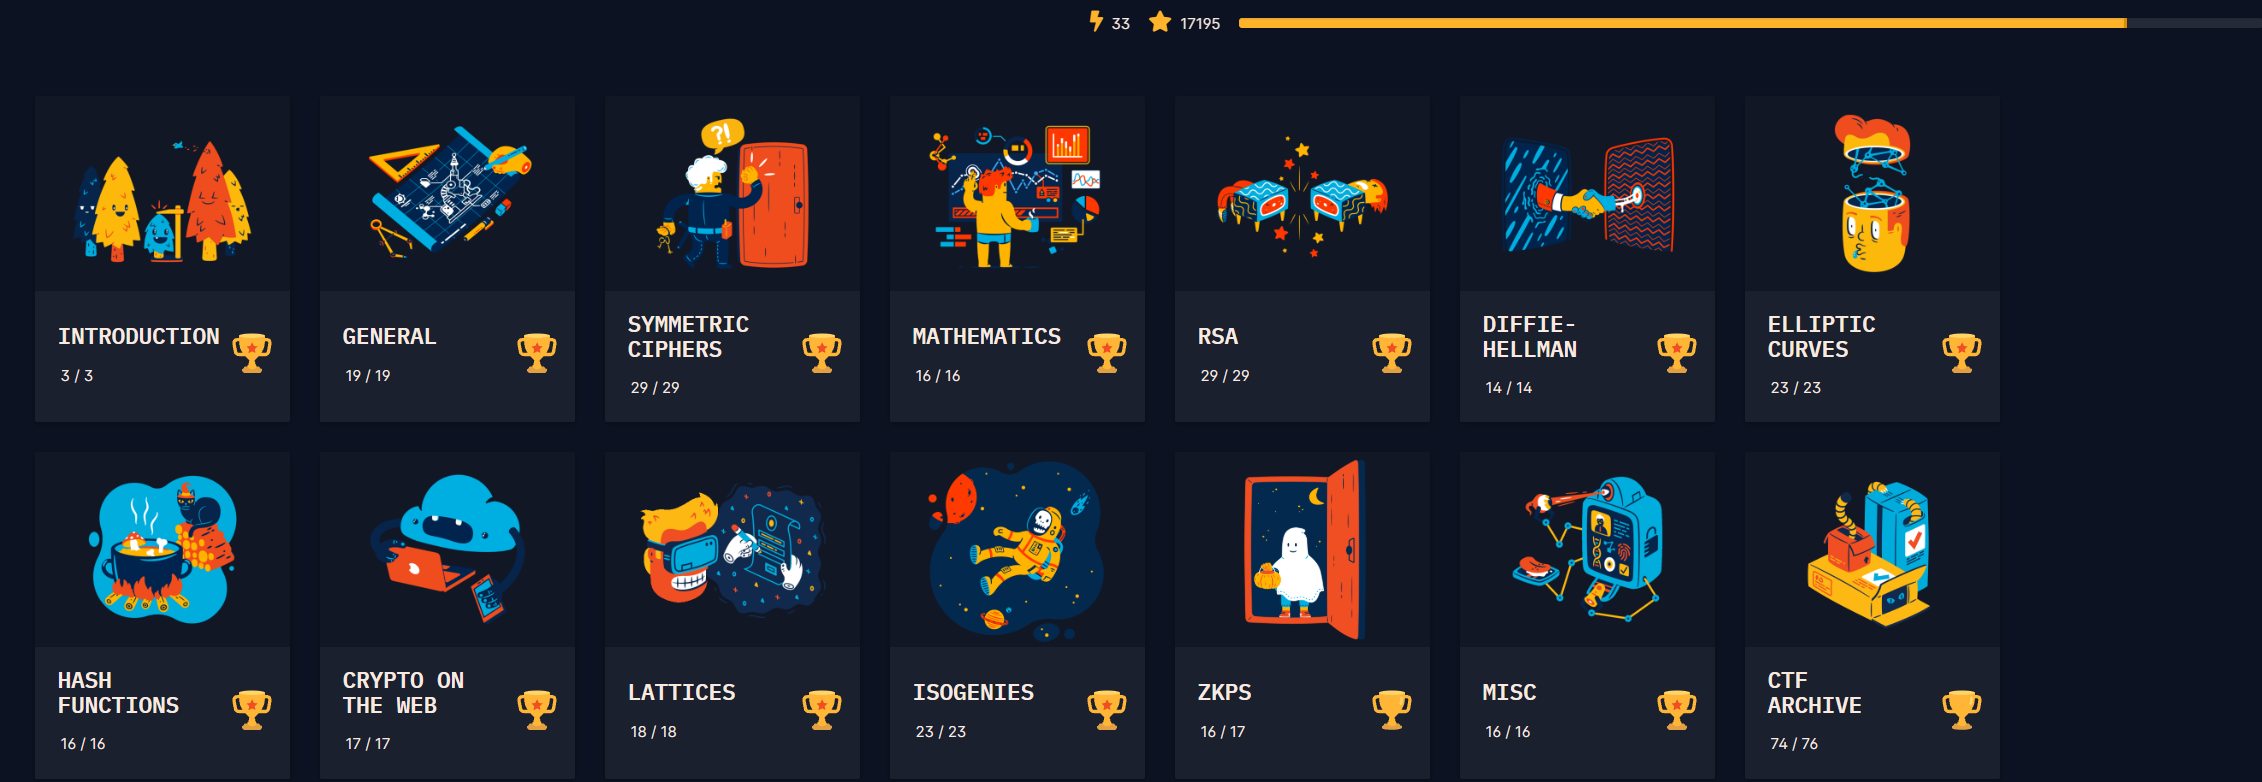 33 17195
?!
INTRODUCTION
3 / 3
GENERAL
19 / 19
SYMMETRIC
CIPHERS
29 / 29
MATHEMATICS
16 / 16
RSA
29 / 29
DIFFIE-
HELLMAN
14 / 14
ELLIPTIC
CURVES
23 / 23
HASH
FUNCTIONS
16 / 16
CRYPTO ON
THE WEB
17 / 17
LATTICES
18 / 18
ISOGENIES
23 / 23
ZKPS
16 / 17
MISC
16 / 16
CTF
ARCHIVE
74 / 76